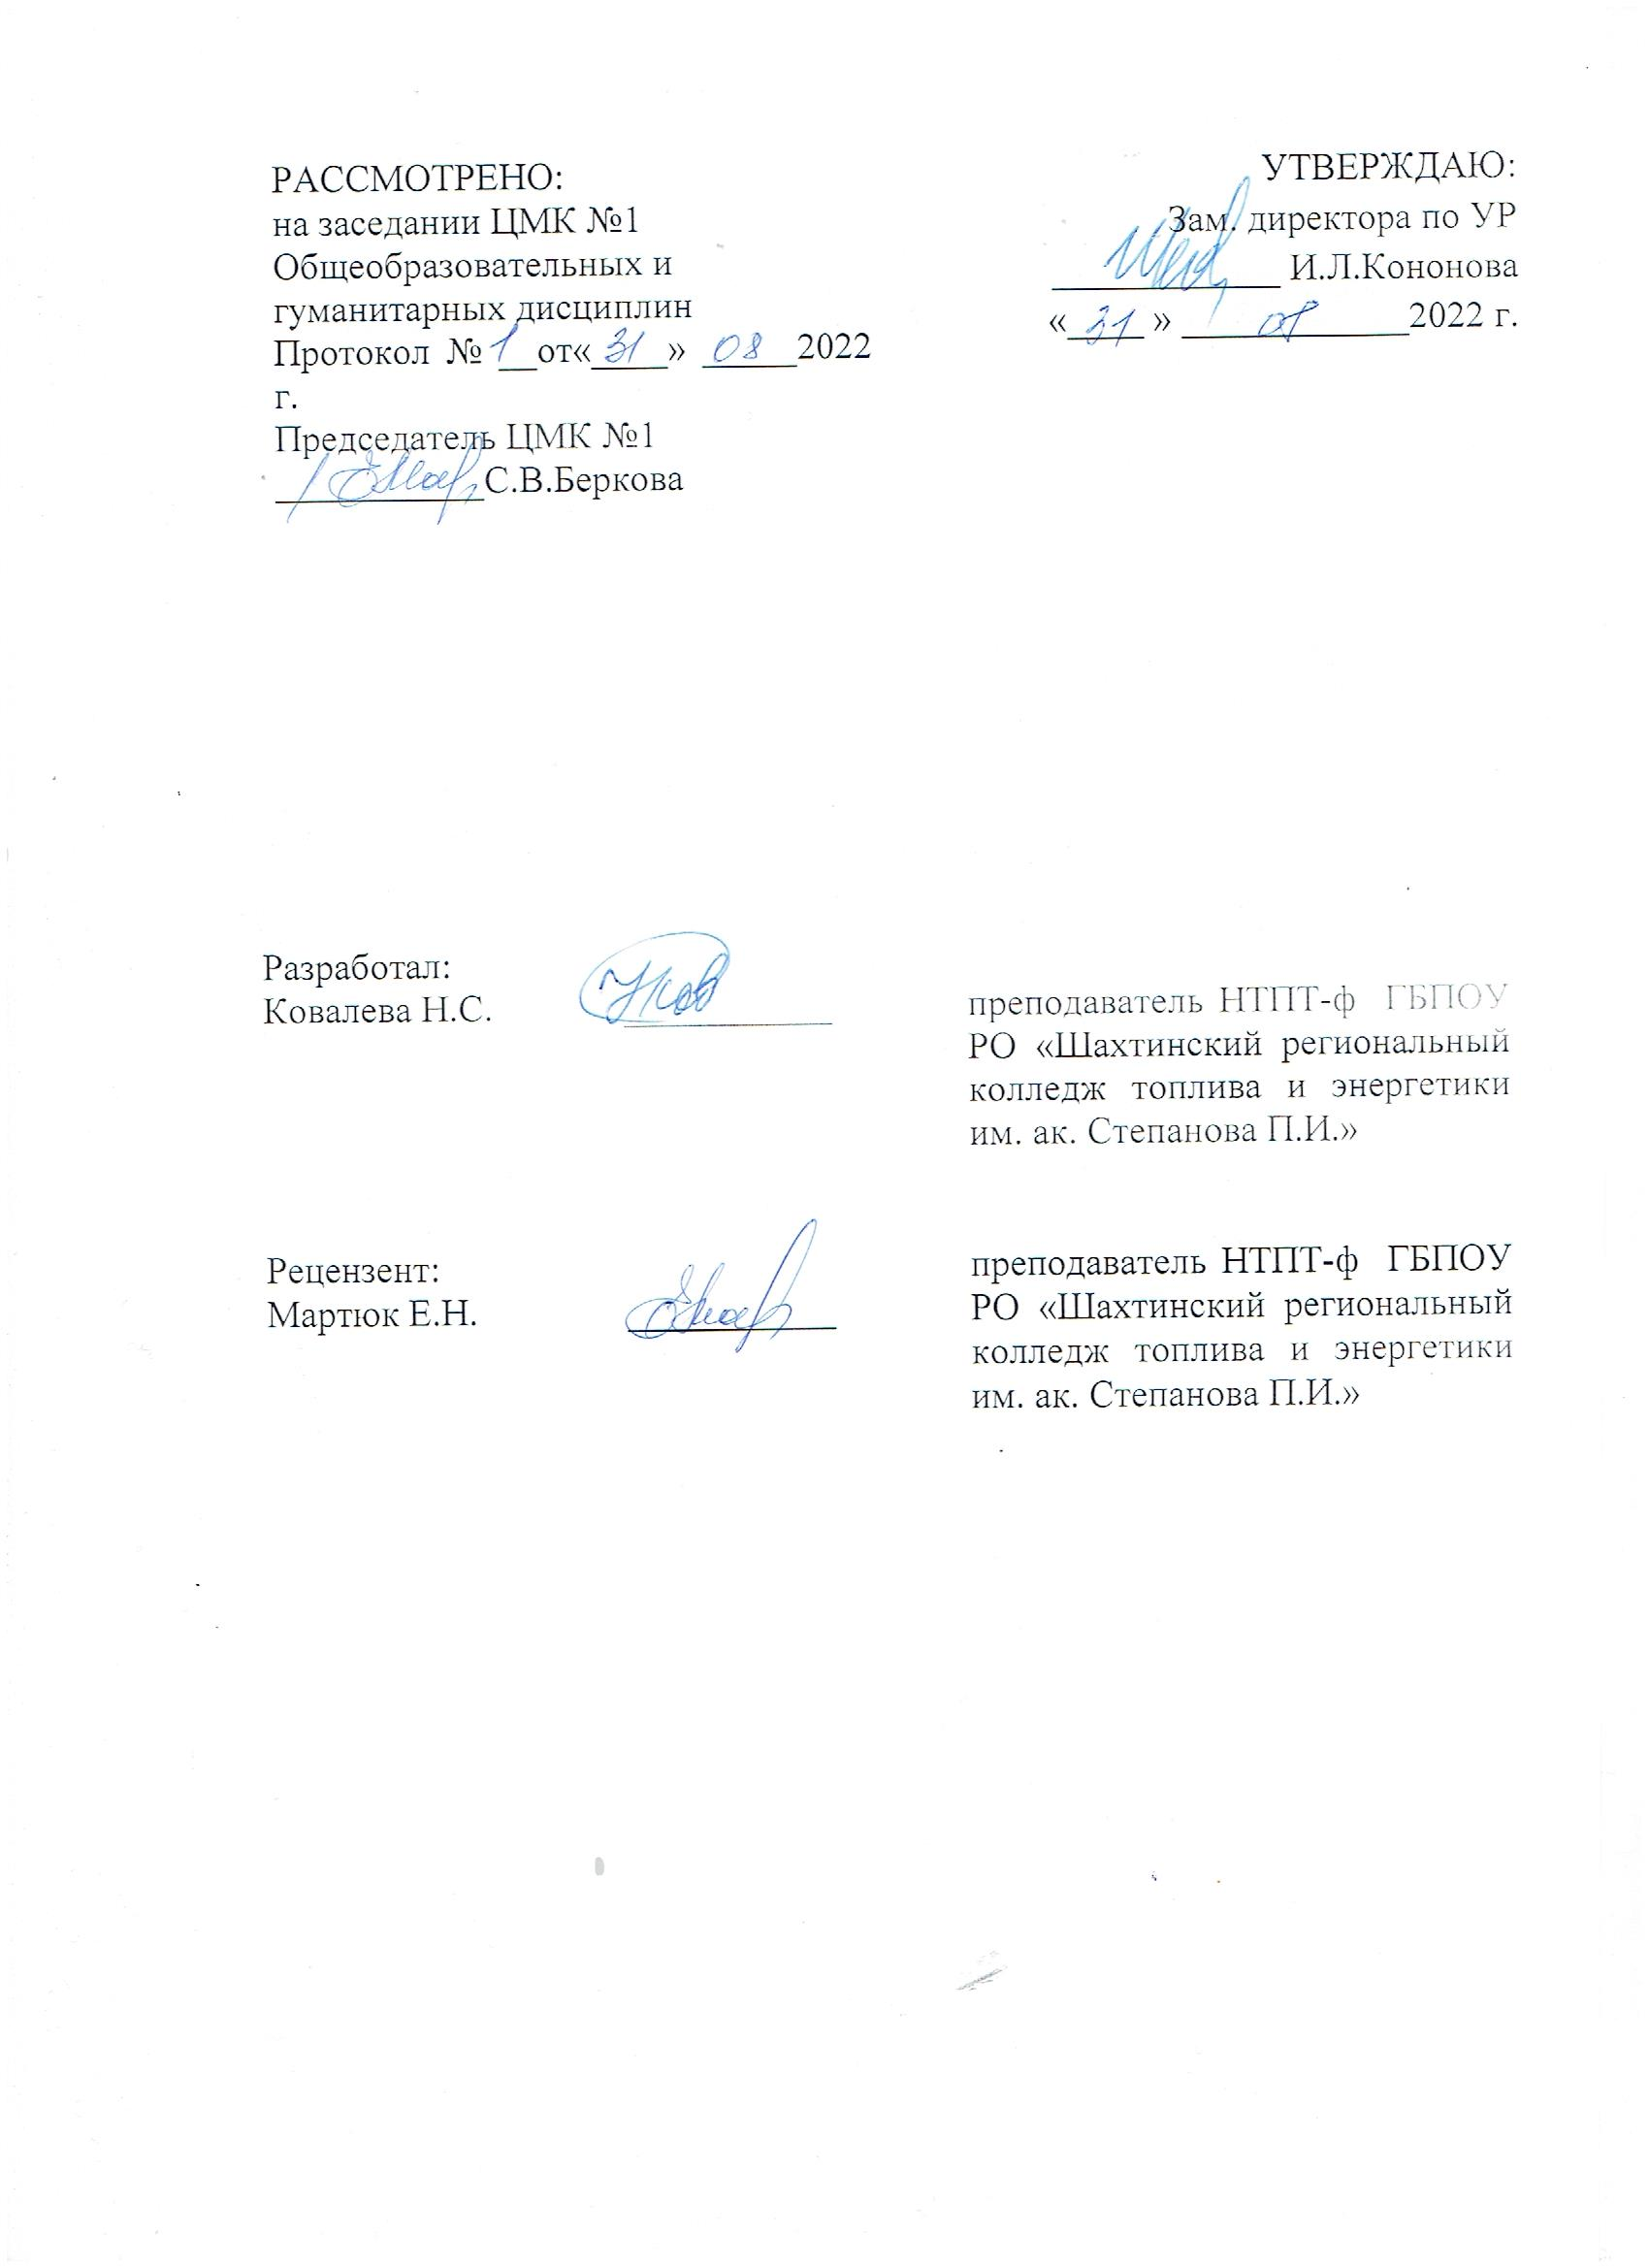 РАССМОТРЕНО:
на заседании ЦМК №1
Общеобразовательных и
гуманитарных дисциплин
Протокол № 1 от« 31 » 08 2022
г.
Председатель ЦМК №1
С.В.Беркова
УТВЕРЖДАЮ:
Зам. директора по УР
И.Л.Кононова
« 31 » 08 2022 г.
Разработал:
Ковалева Н.С.
преподаватель НТПТ-ф ГБПОУ
РО «Шахтинский региональный
колледж топлива и энергетики
им. ак. Степанова П.И.»
Рецензент:
Мартюк Е.Н.
преподаватель НТПТ-ф ГБПОУ
РО «Шахтинский региональный
колледж топлива и энергетики
им. ак. Степанова П.И.»